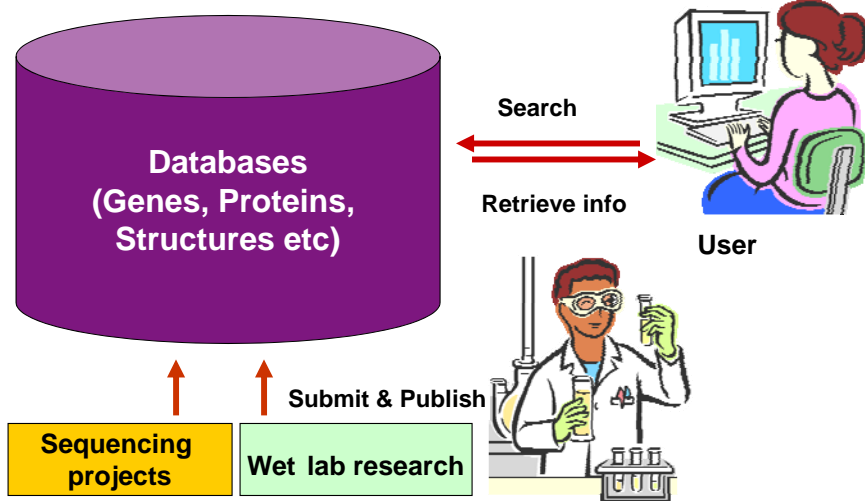 Search
Databases
(Genes, Proteins,
Structures etc)
Retrieve info
User
Submit & Publish
Sequencing
projects
Wet lab research